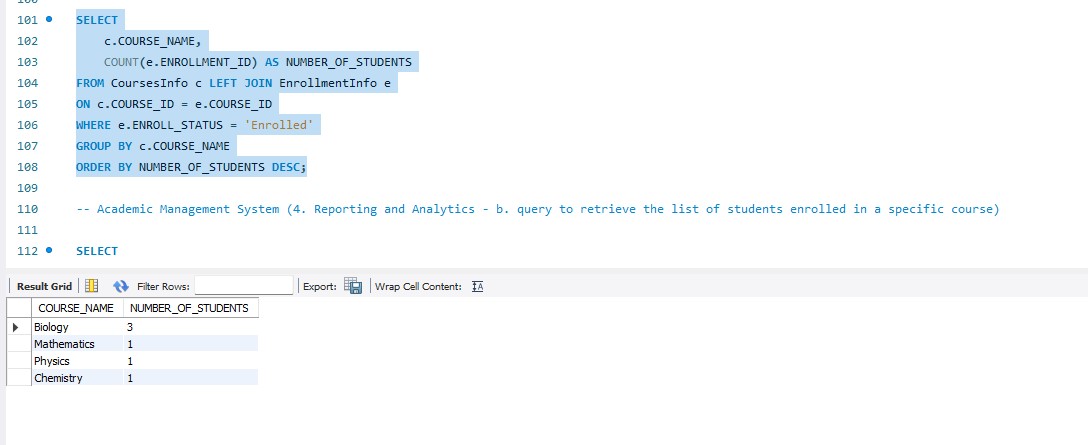 101 SELECT
102 c.COURSE_NAME,
103 COUNT(e.ENROLLMENT_ID) AS NUMBER_OF_STUDENTS
104 FROM CoursesInfo c LEFT JOIN EnrollmentInfo e
105 ON c.COURSE_ID = e.COURSE_ID
106 WHERE e.ENROLL_STATUS = 'Enrolled'
107 GROUP BY c.COURSE_NAME
108 ORDER BY NUMBER_OF_STUDENTS DESC;
109
110 -- Academic Management System (4. Reporting and Analytics - b. query to retrieve the list of students enrolled in a specific course)
111
112 SELECT
Result Grid Filter Rows: Export: Wrap Cell Content:
COURSE_NAME NUMBER_OF_STUDENTS
Biology 3
Mathematics 1
Physics 1
Chemistry 1